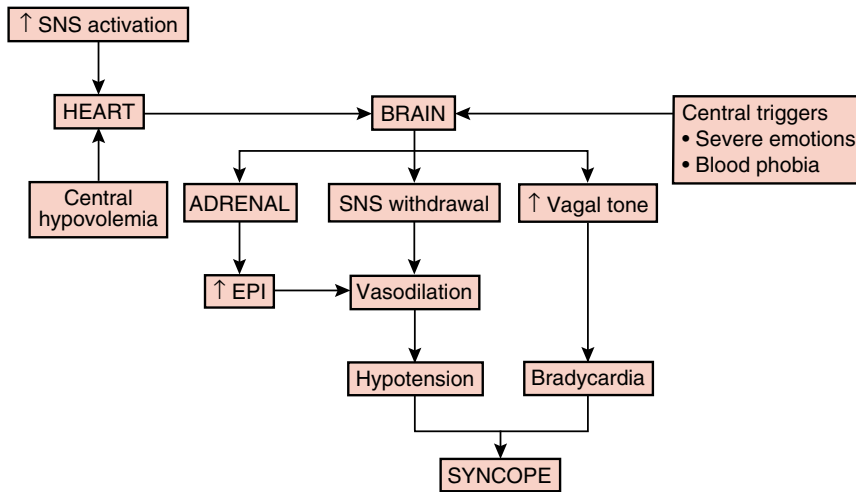 ↑ SNS activation
HEART
BRAIN
Central triggers
• Severe emotions
• Blood phobia
Central
hypovolemia
ADRENAL
SNS withdrawal
↑ Vagal tone
↑ EPI
Vasodilation
Hypotension
Bradycardia
SYNCOPE